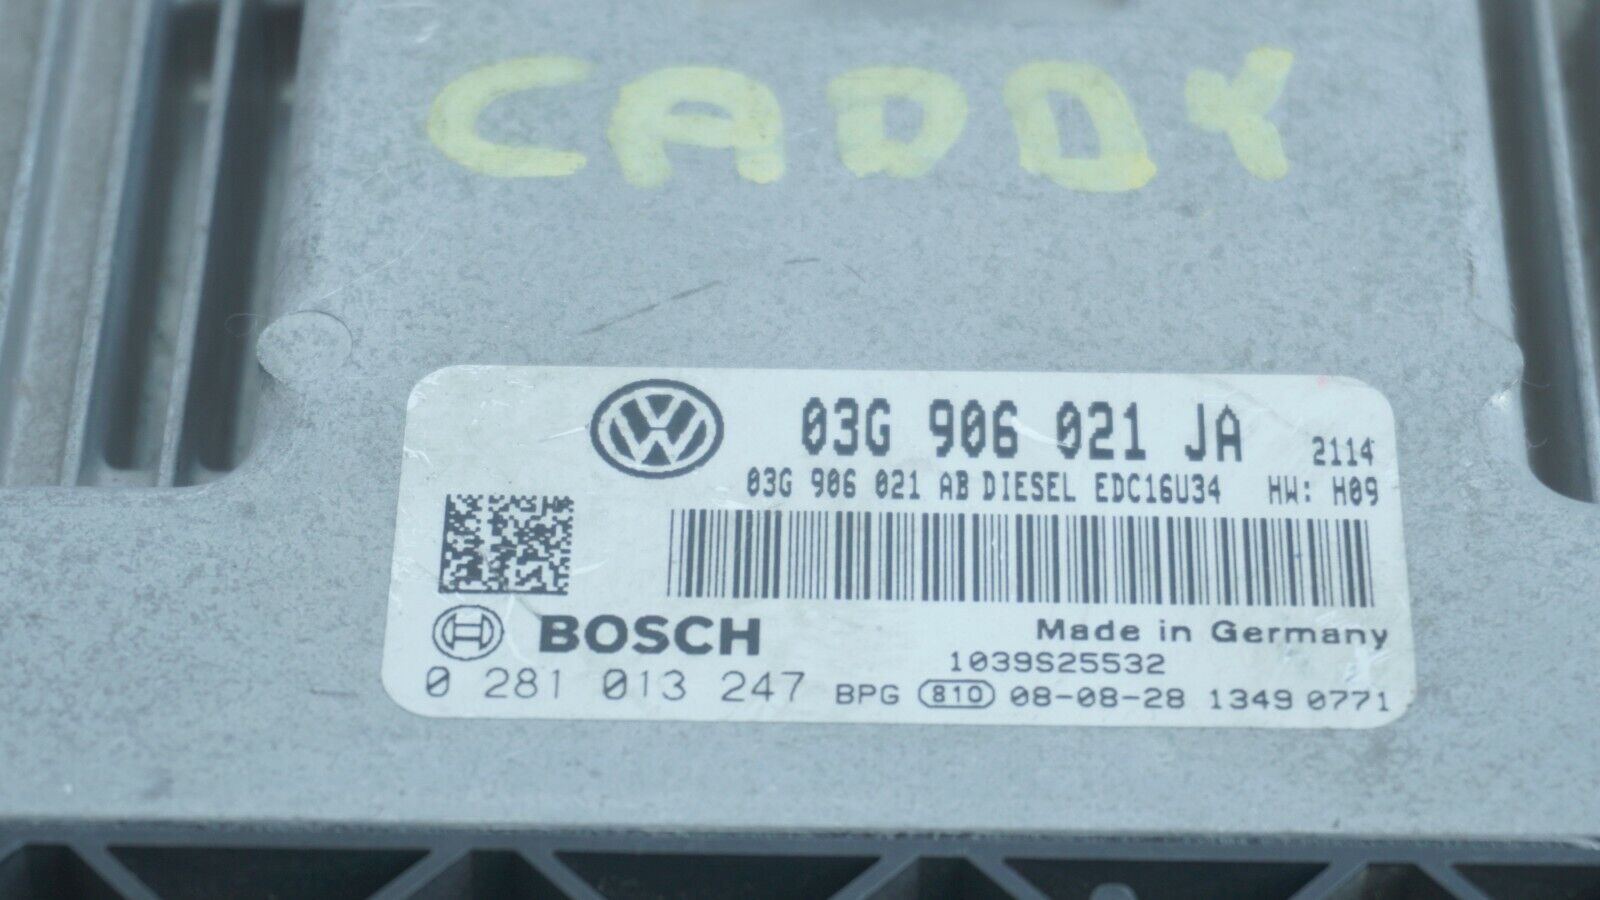 CADDY
03G 906 021 JA 2114
03G 906 021 AB DIESEL EDC16U34 HW: H09
BOSCH Made in Germany
1039S25532
0 281 013 247 BPG 810 08-08-28 1349 0771